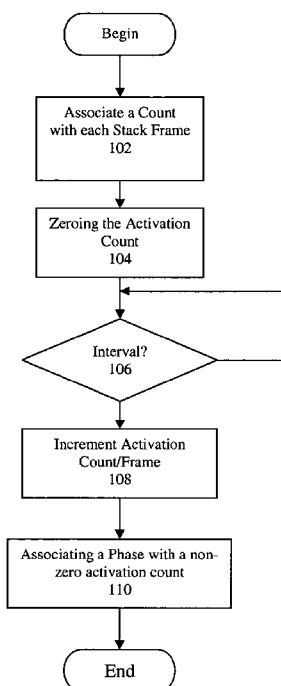 Begin
Associate a Count
with each Stack Frame
102
Zeroing the Activation
Count
104
Interval?
106
Increment Activation
Count/Frame
108
Associating a Phase with a non-
zero activation count
110
End